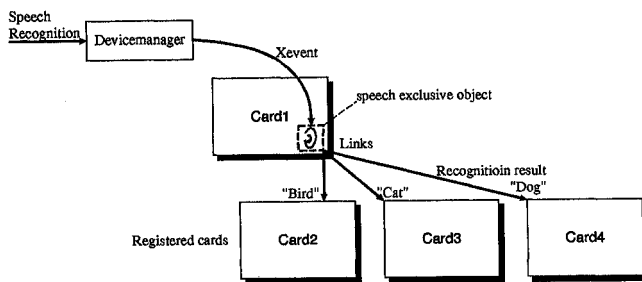 Speech
Recognition
Devicemanager
Xevent
speech exclusive object
Card1
Links
Recognitioin result
"Bird"
"Cat"
"Dog"
Registered cards
Card2
Card3
Card4